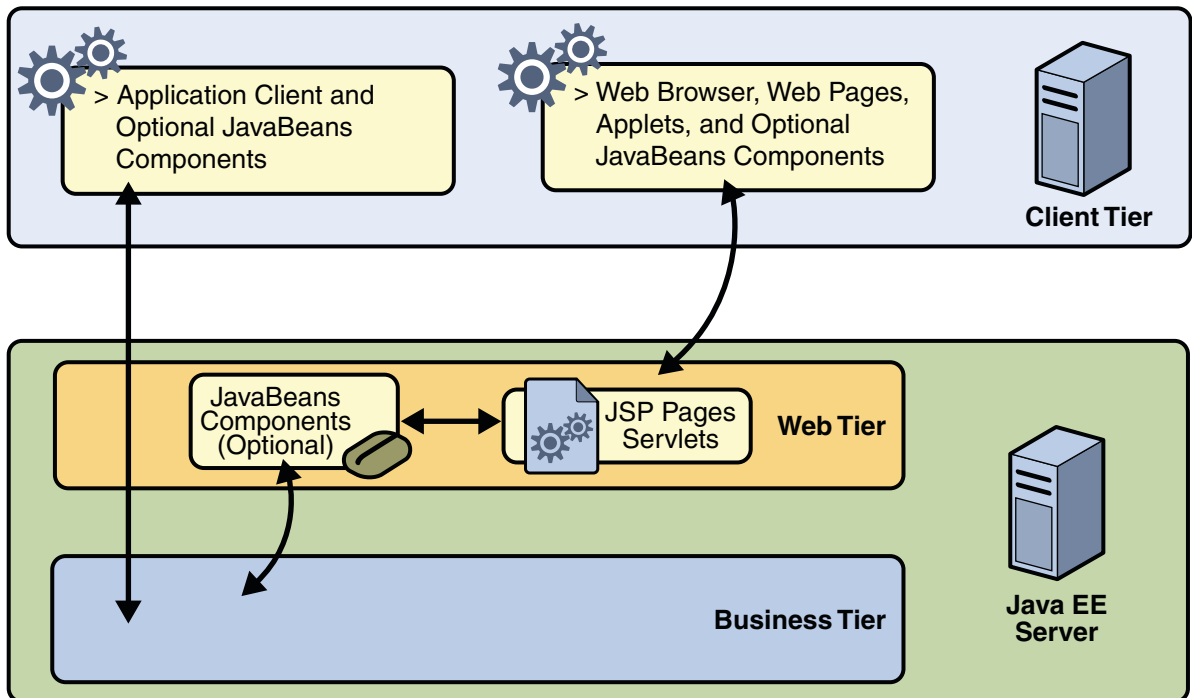 > Application Client and
Optional JavaBeans
Components
> Web Browser, Web Pages,
Applets, and Optional
JavaBeans Components
Client Tier
JavaBeans
Components
(Optional)
JSP Pages
Servlets
Web Tier
Business Tier
Java EE
Server